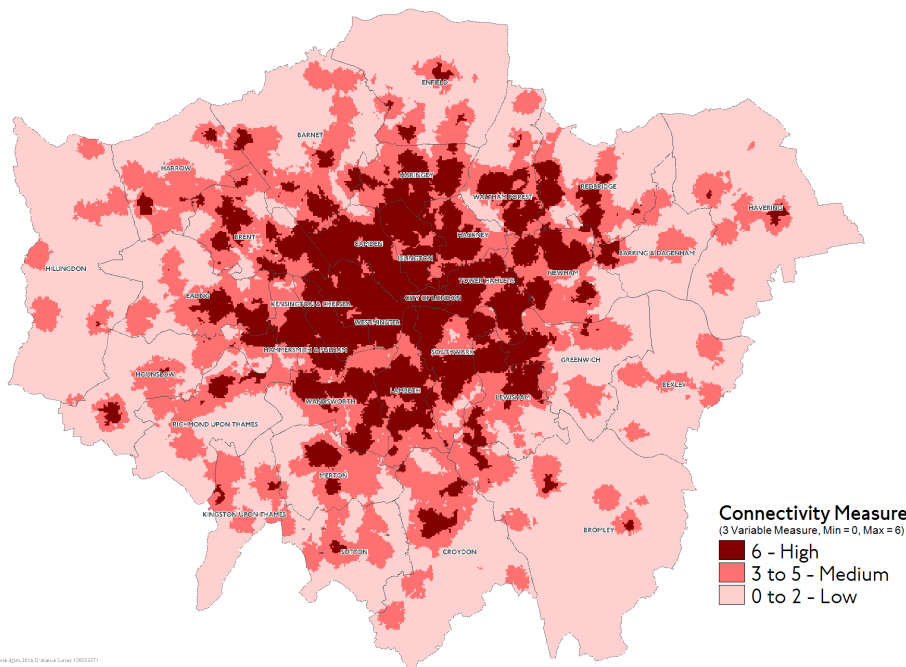 ENFIELD
BARNET
HARROW
HARINGEY
WALTHAM FOREST
REDBRIDGE
HAVERING
BRENT
CAMDEN
HACKNEY
ISLINGTON
HILLINGDON
BARKING & DAGENHAM
NEWHAM
TOWER HAMLETS
EALING
KENSINGTON & CHELSEA
CITY OF LONDON
WESTMINSTER
HAMMERSMITH & FULHAM
SOUTHWARK
GREENWICH
HOUNSLOW
BEXLEY
LAMBETH
WANDSWORTH
LEWISHAM
RICHMOND UPON THAMES
MERTON
KINGSTON UPON THAMES
BROMLEY
SUTTON
CROYDON
Connectivity Measure
(3 Variable Measure, Min = 0, Max = 6)
6 - High
3 to 5 - Medium
0 to 2 - Low